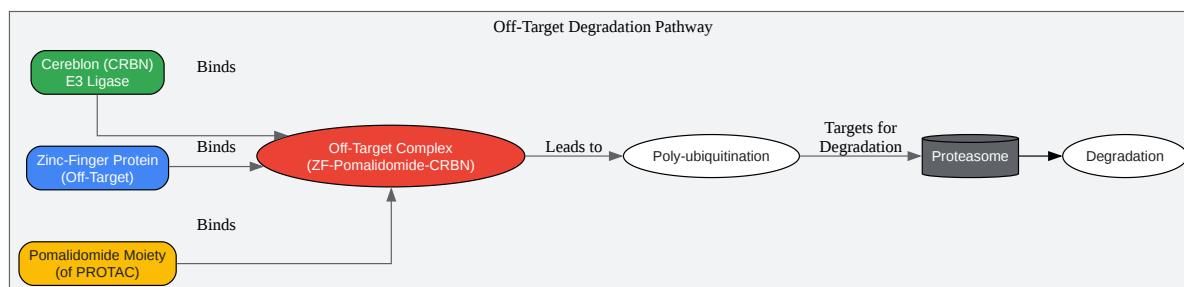 Off-Target Degradation Pathway
Cereblon (CRBN)
E3 Ligase
Binds
Zinc-Finger Protein
(Off-Target)
Binds
Pomalidomide Moiety
(of PROTAC)
Binds
Off-Target Complex
(ZF-Pomalidomide-CRBN)
Leads to
Poly-ubiquitination
Targets for
Degradation
Proteasome
Degradation